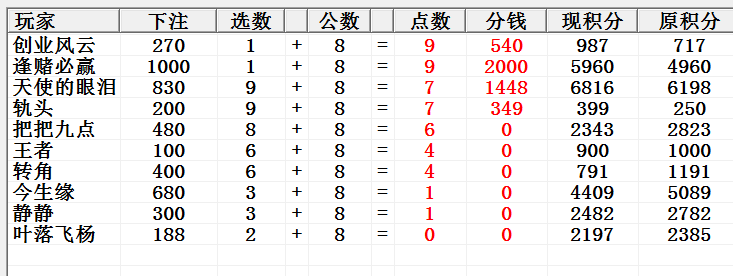 玩家 下注 选数 公数 点数 分钱 现积分 原积分
创业风云 270 1 + 8 = 9 540 987 717
逢赌必赢 1000 1 + 8 = 9 2000 5960 4960
天使的眼泪 830 9 + 8 = 7 1448 6816 6198
轨头 200 9 + 8 = 7 349 399 250
把把九点 480 8 + 8 = 6 0 2343 2823
王者 100 6 + 8 = 4 0 900 1000
转角 400 6 + 8 = 4 0 791 1191
今生缘 680 3 + 8 = 1 0 4409 5089
静静 300 3 + 8 = 1 0 2482 2782
叶落飞杨 188 2 + 8 = 0 0 2197 2385